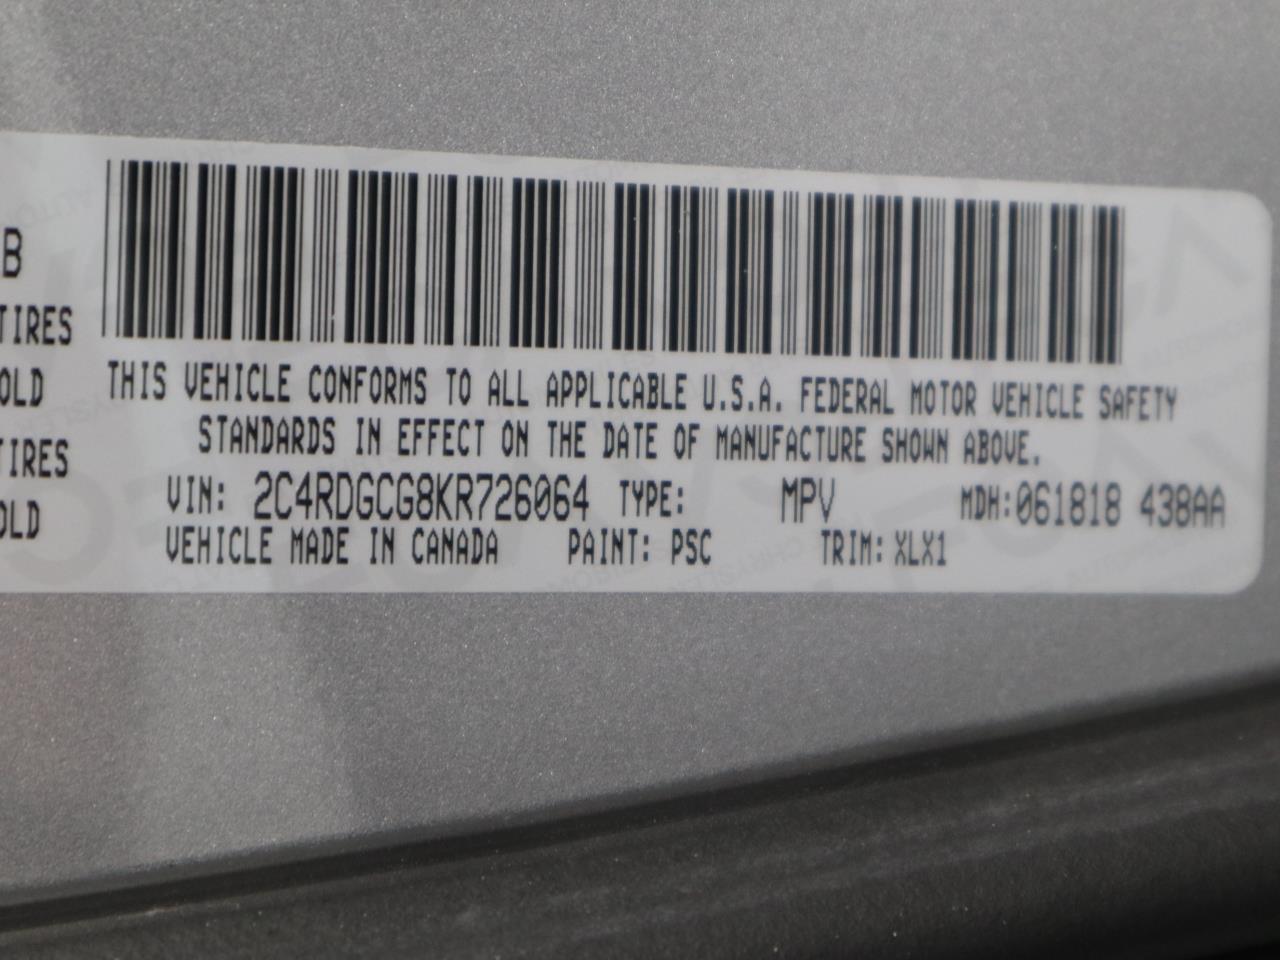 B
TIRES
OLD
TIRES
OLD
THIS VEHICLE CONFORMS TO ALL APPLICABLE U.S.A. FEDERAL MOTOR VEHICLE SAFETY
STANDARDS IN EFFECT ON THE DATE OF MANUFACTURE SHOWN ABOVE.
VIN: 2C4RDGCG8KR726064 TYPE: MPV MDH:061818 438AA
VEHICLE MADE IN CANADA PAINT: PSC TRIM: XLX1